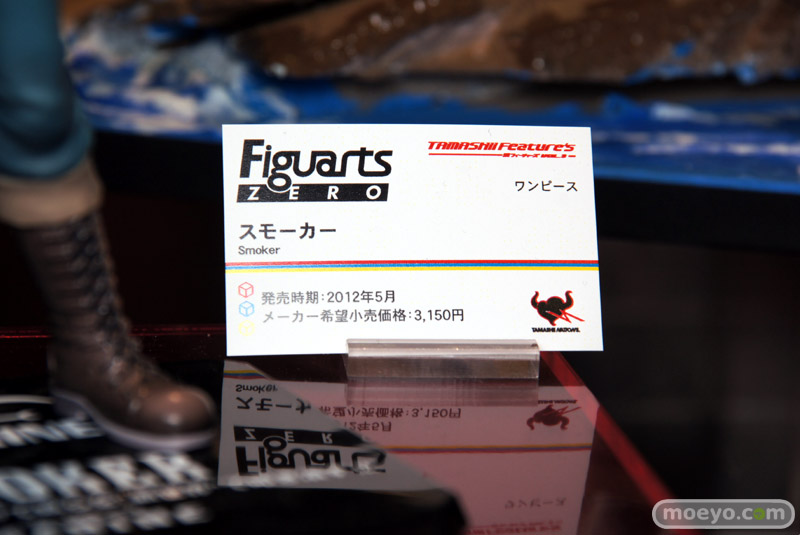 Figuarts
ZERO
TAMASHII Feature's
ワンピース
スモーカー
Smoker
発売時期：2012年5月
メーカー希望小売価格：3,150円
TAMASHII NATIONS
moeyo.com